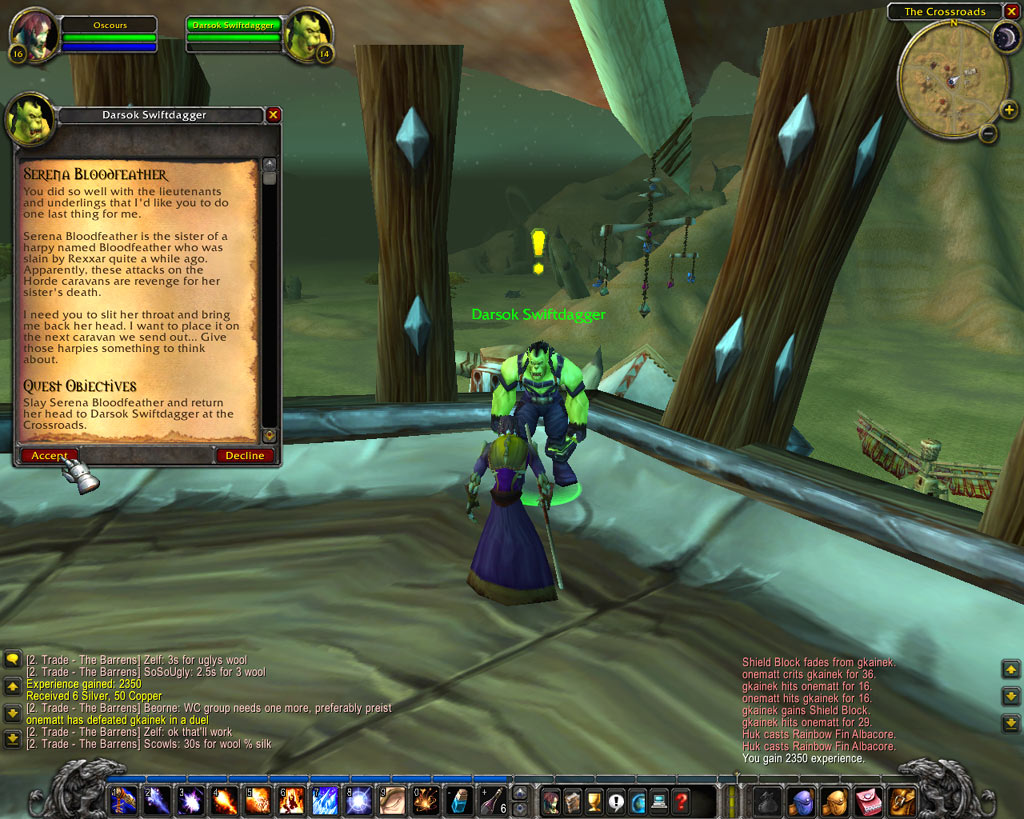 Oscours
16
Darsok Swiftdagger
14
The Crossroads
N
Darsok Swiftdagger
Serena Bloodfeather
You did so well with the lieutenants
and underlings that I'd like you to do
one last thing for me.
Serena Bloodfeather is the sister of a
harpy named Bloodfeather who was
slain by Rexxar quite a while ago.
Apparently, these attacks on the
Horde caravans are revenge for her
sister's death.
I need you to slit her throat and bring
me back her head. I want to place it on
the next caravan we send out... Give
those harpies something to think
about.
Quest Objectives
Slay Serena Bloodfeather and return
her head to Darsok Swiftdagger at the
Crossroads.
Accept
Decline
Darsok Swiftdagger
[2. Trade - The Barrens] Zelf: 3s for uglys wool
[2. Trade - The Barrens] SoSoUgly: 2.5s for 3 wool
Experience gained: 2350
Received 6 Silver, 50 Copper
[2. Trade - The Barrens] Beorne: WC group needs one more, preferably preist
onematt has defeated gkainek in a duel
[2. Trade - The Barrens] Zelf: ok that'll work
[2. Trade - The Barrens] Scowls: 30s for wool % silk
Shield Block fades from gkainek.
onematt crits gkainek for 36.
gkainek hits onematt for 16.
onematt hits gkainek for 16.
gkainek gains Shield Block.
gkainek hits onematt for 29.
Huk casts Rainbow Fin Albacore.
Huk casts Rainbow Fin Albacore.
You gain 2350 experience.
1 2 3 4 5 6 7 8 9 0 - +
6